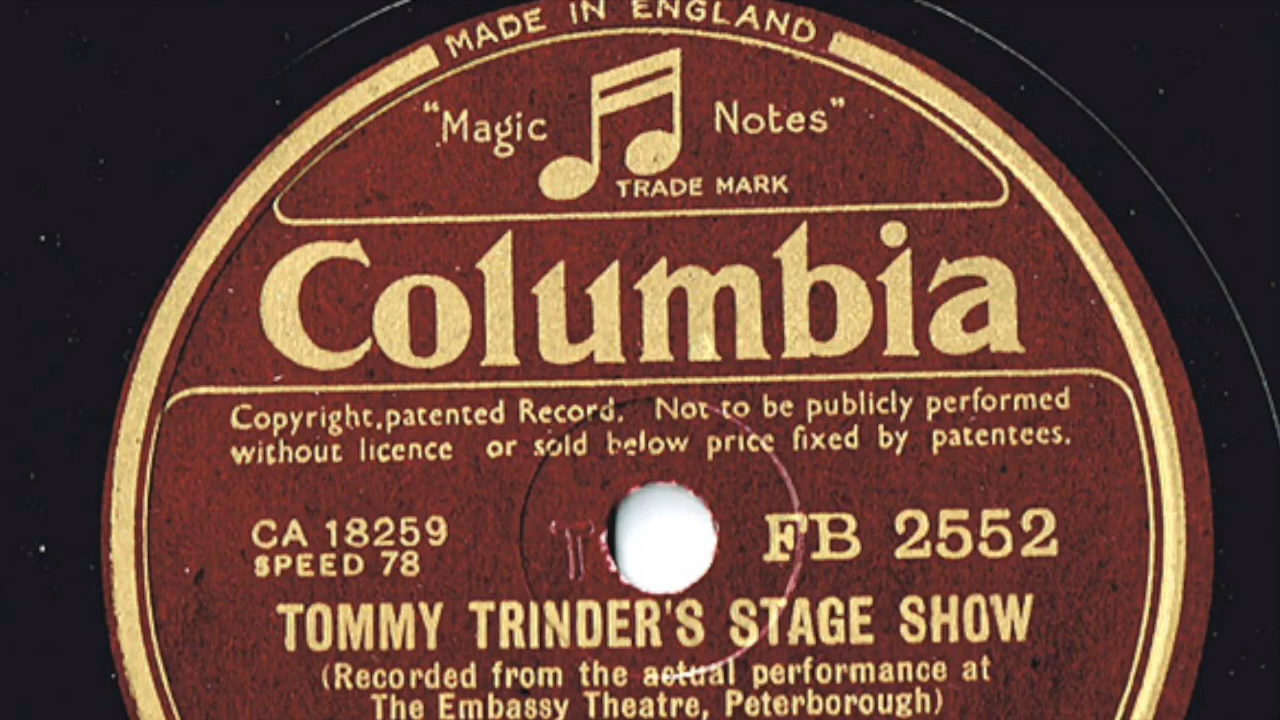 MADE IN ENGLAND
"Magic Notes"
TRADE MARK
Columbia
Copyright, patented Record. Not to be publicly performed
without licence or sold below price fixed by patentees.
CA 18259
SPEED 78
FB 2552
TOMMY TRINDER'S STAGE SHOW
(Recorded from the actual performance at
The Embassy Theatre, Peterborough)